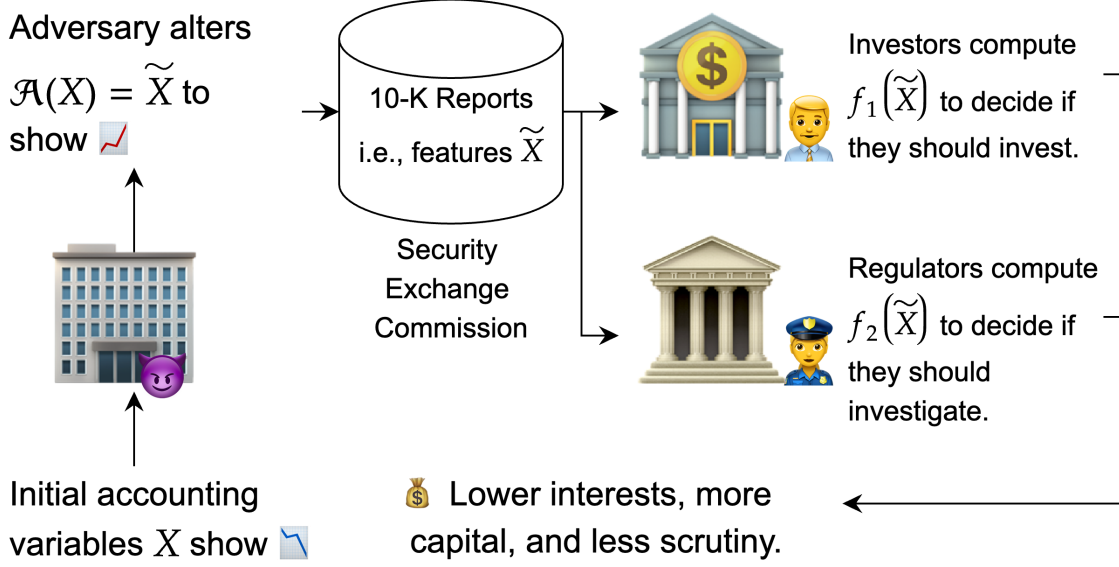 Adversary alters
𝒜(X) = X̃ to
show
10-K Reports
i.e., features X̃
Security
Exchange
Commission
Investors compute
f₁(X̃) to decide if
they should invest.
Regulators compute
f₂(X̃) to decide if
they should
investigate.
Initial accounting
variables X show
Lower interests, more
capital, and less scrutiny.